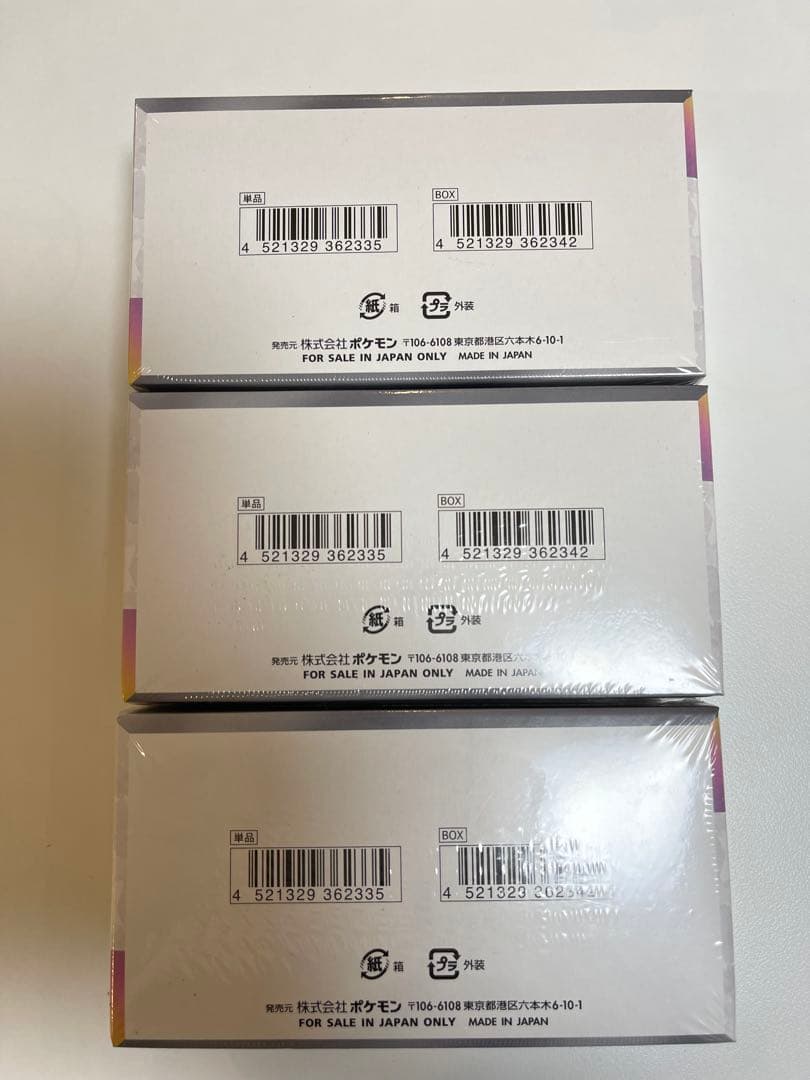 単品 BOX
4 521329 362335 4 521329 362342
紙 箱 プラ 外装
発売元 株式会社ポケモン 〒106-6108 東京都港区六本木6-10-1
FOR SALE IN JAPAN ONLY MADE IN JAPAN
単品 BOX
4 521329 362335 4 521329 362342
紙 箱 プラ 外装
発売元 株式会社ポケモン 〒106-6108 東京都港区六
FOR SALE IN JAPAN ONLY MADE IN JAPAN
単品 BOX
4 521329 362335 4
紙 箱 プラ 外装
発売元 株式会社ポケモン 〒106-6108 東京都港区六本木6-10-1
FOR SALE IN JAPAN ONLY MADE IN JAPAN